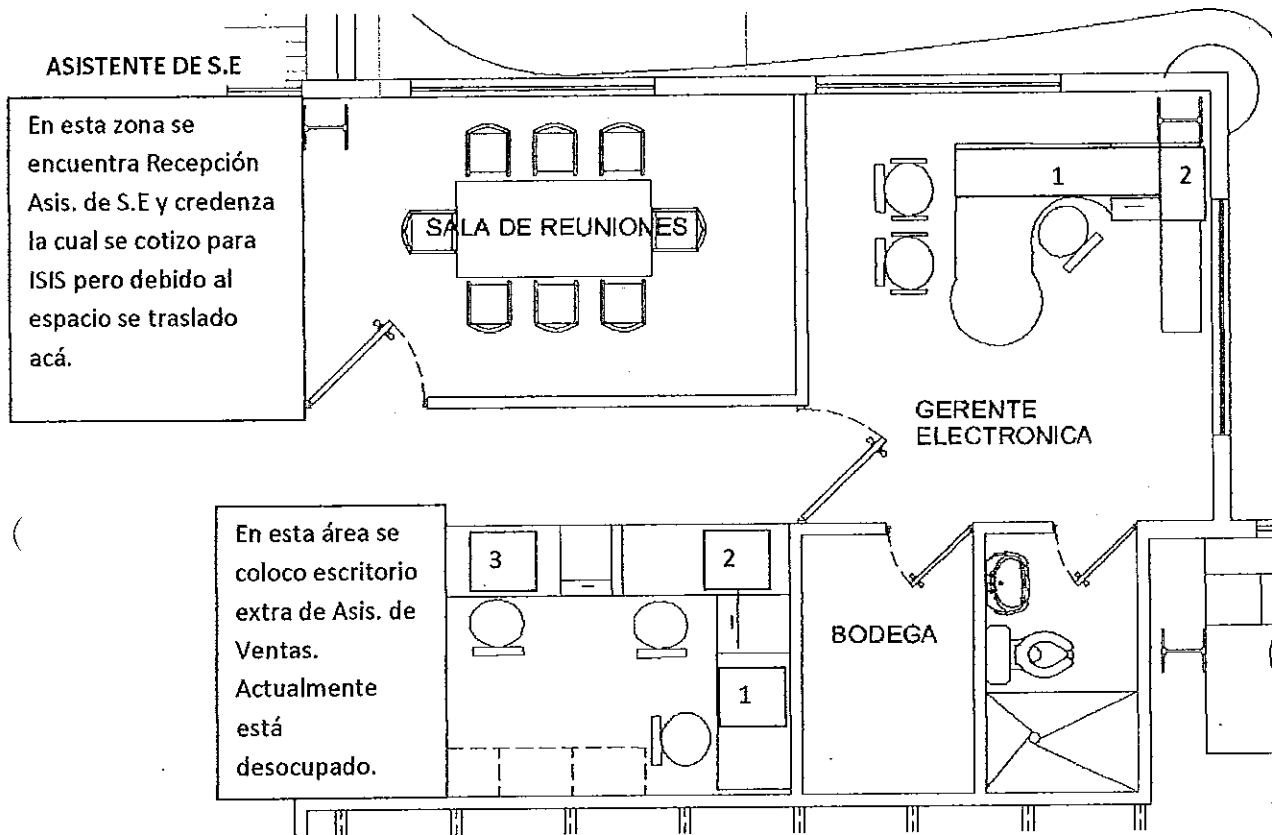 ASISTENTE DE S.E
En esta zona se
encuentra Recepción
Asis. de S.E y credenza
la cual se cotizo para
ISIS pero debido al
espacio se traslado
acá.
SALA DE REUNIONES
1
2
GERENTE
ELECTRONICA
En esta área se
coloco escritorio
extra de Asis. de
Ventas.
Actualmente
está
desocupado.
3
2
1
BODEGA